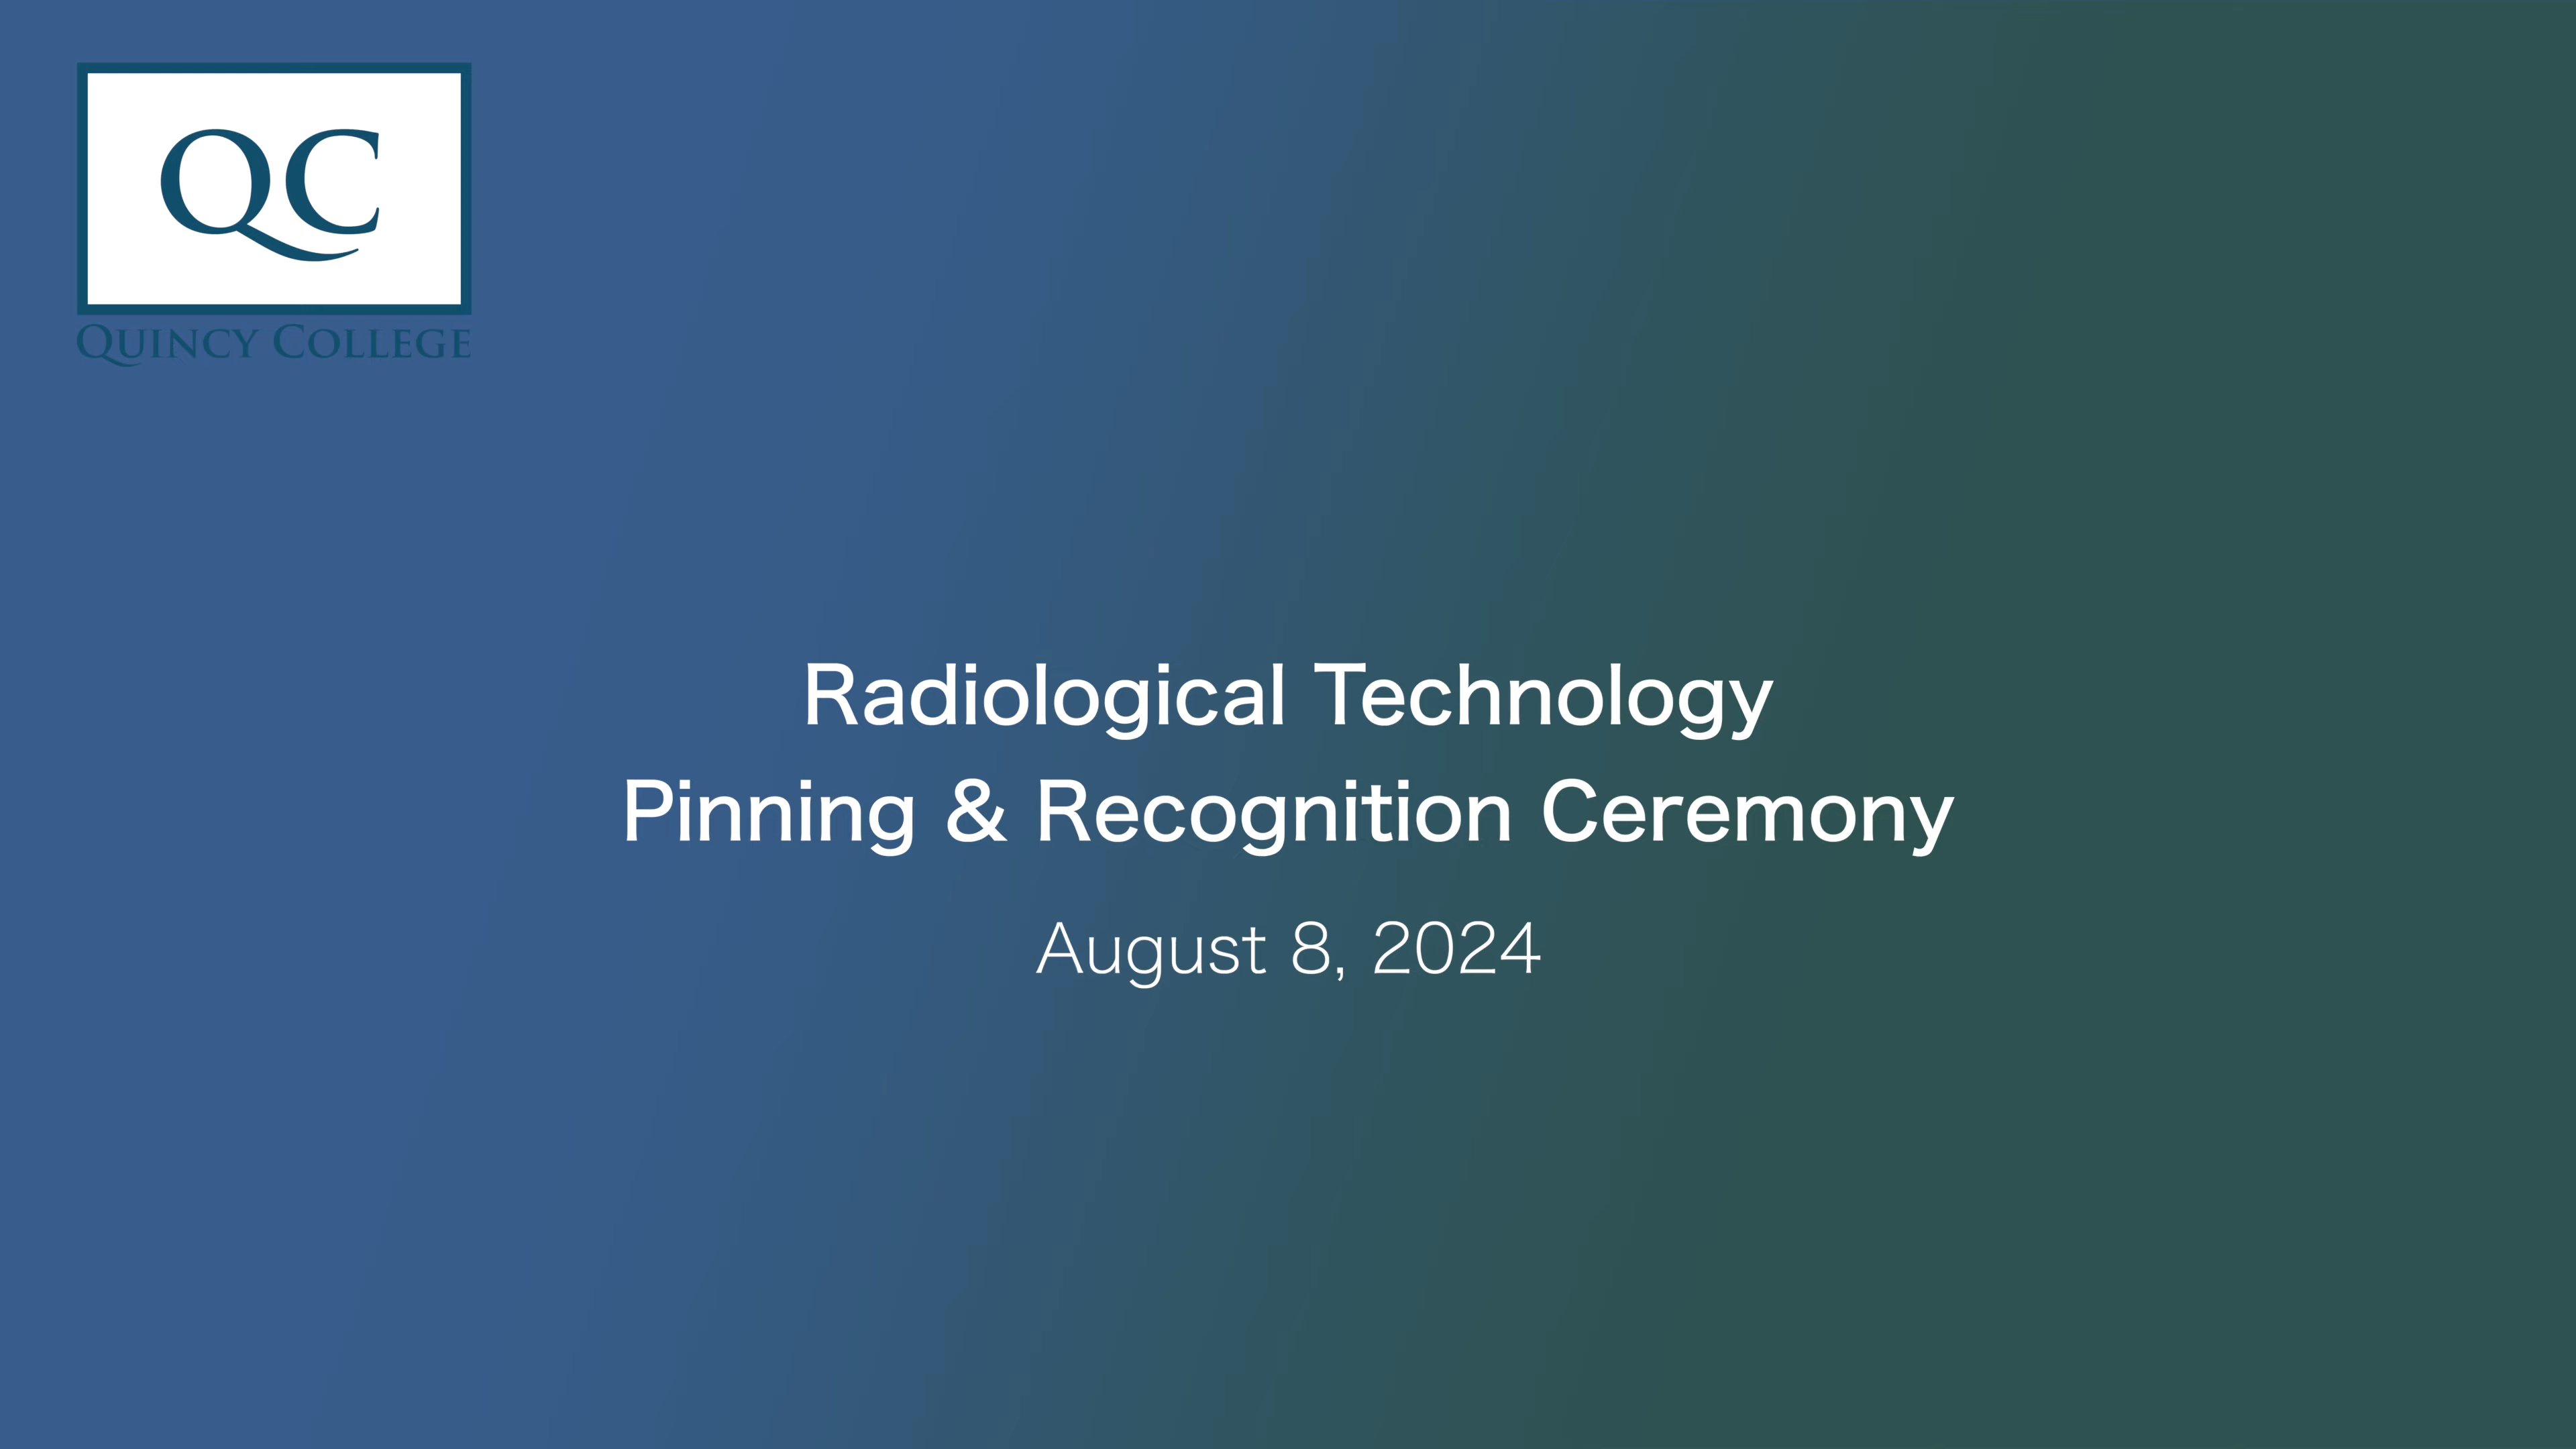 QC
Quincy College
Radiological Technology
Pinning & Recognition Ceremony
August 8, 2024